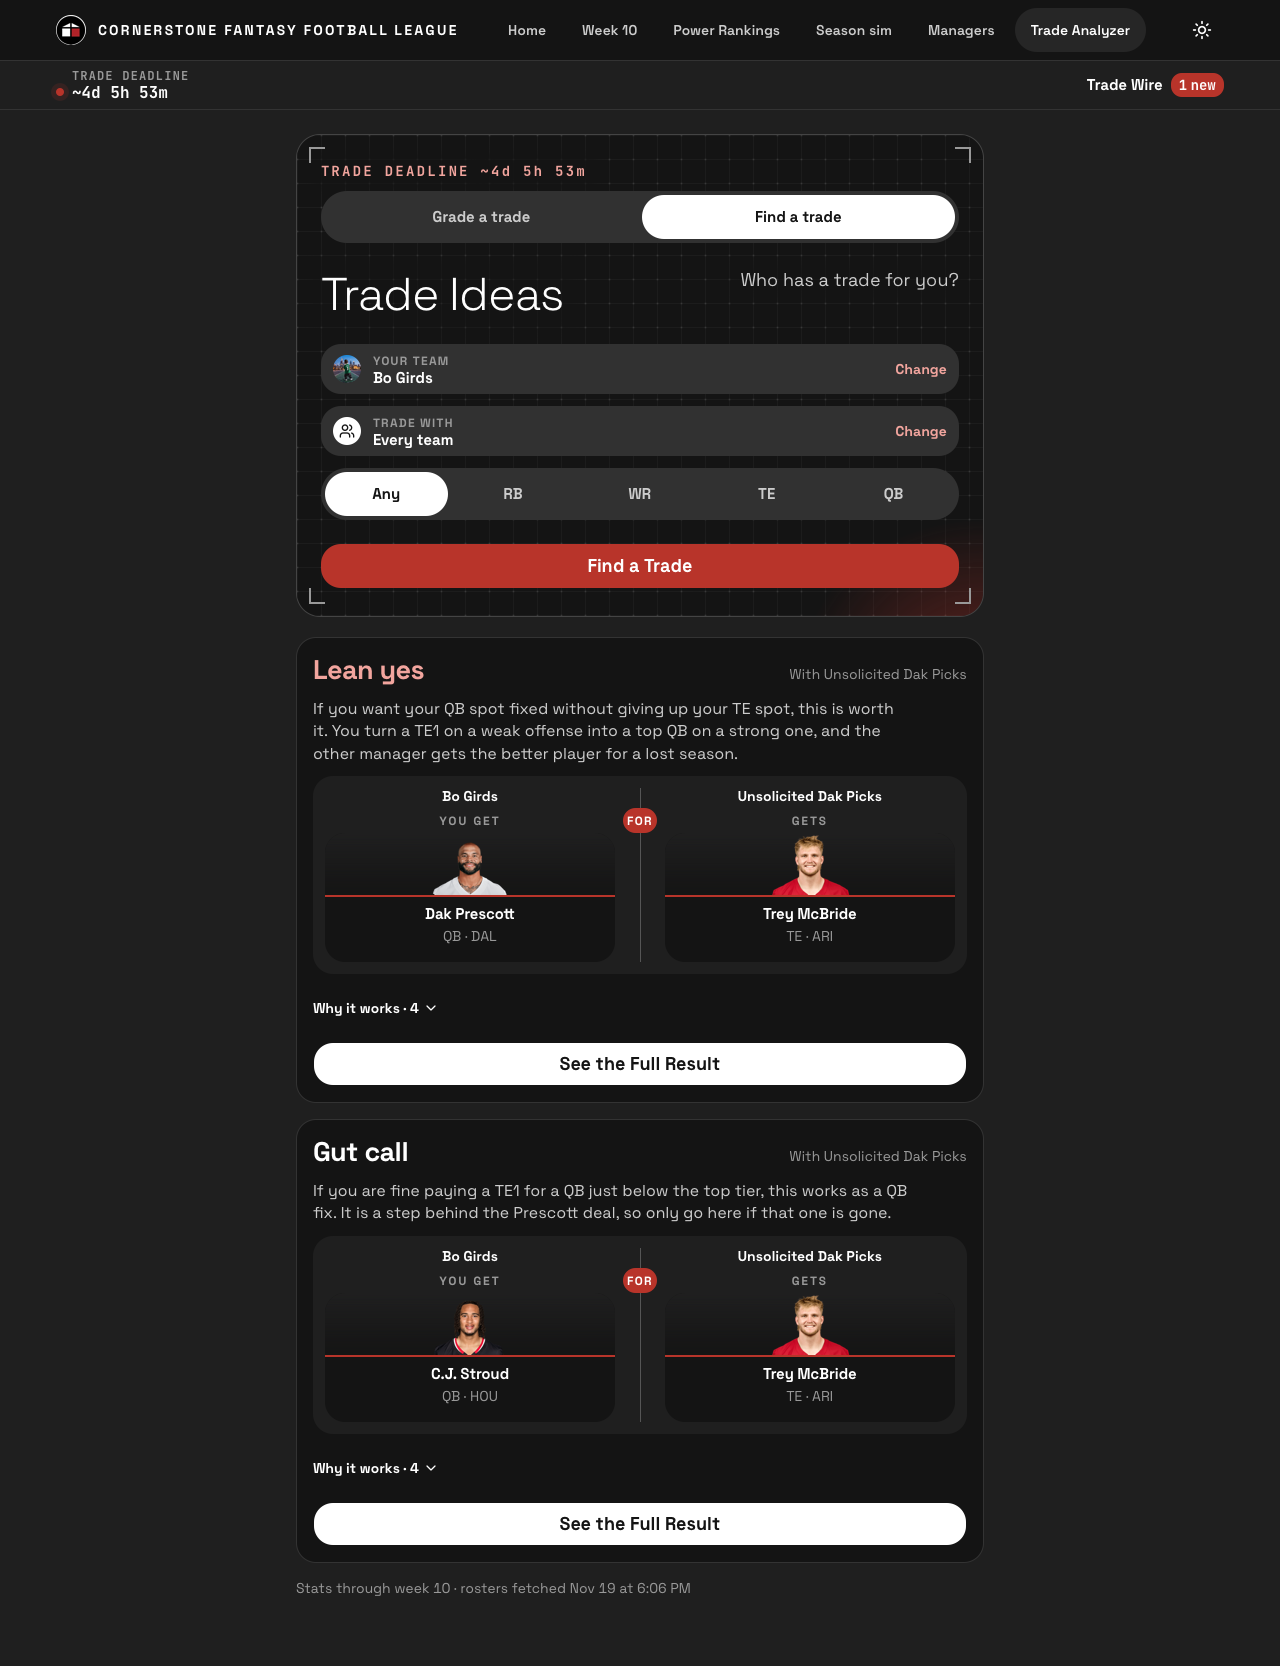 CORNERSTONE FANTASY FOOTBALL LEAGUE
Home
Week 10
Power Rankings
Season sim
Managers
Trade Analyzer
TRADE DEADLINE
~4d 5h 53m
Trade Wire
1 new
TRADE DEADLINE ~4d 5h 53m
Grade a trade
Find a trade
Trade Ideas
Who has a trade for you?
YOUR TEAM
Bo Girds
Change
TRADE WITH
Every team
Change
Any
RB
WR
TE
QB
Find a Trade
Lean yes
With Unsolicited Dak Picks
If you want your QB spot fixed without giving up your TE spot, this is worth
it. You turn a TE1 on a weak offense into a top QB on a strong one, and the
other manager gets the better player for a lost season.
Bo Girds
YOU GET
Dak Prescott
QB · DAL
FOR
Unsolicited Dak Picks
GETS
Trey McBride
TE · ARI
Why it works · 4
See the Full Result
Gut call
With Unsolicited Dak Picks
If you are fine paying a TE1 for a QB just below the top tier, this works as a QB
fix. It is a step behind the Prescott deal, so only go here if that one is gone.
Bo Girds
YOU GET
C.J. Stroud
QB · HOU
FOR
Unsolicited Dak Picks
GETS
Trey McBride
TE · ARI
Why it works · 4
See the Full Result
Stats through week 10 · rosters fetched Nov 19 at 6:06 PM